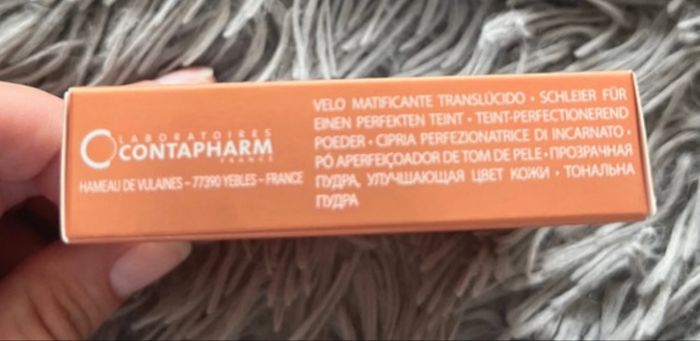 LABORATOIRES
CONTAPHARM
FRANCE
HAMEAU DE VULAINES – 77390 YEBLES – FRANCE
VELO MATIFICANTE TRANSLÚCIDO • SCHLEIER FÜR
EINEN PERFEKTEN TEINT • TEINT-PERFECTIONEREND
POEDER • CIPRIA PERFEZIONATRICE DI INCARNATO •
PÓ APERFEIÇOADOR DE TOM DE PELE • ПРОЗРАЧНАЯ
ПУДРА, УЛУЧШАЮЩАЯ ЦВЕТ КОЖИ • ТОНАЛЬНА
ПУДРА